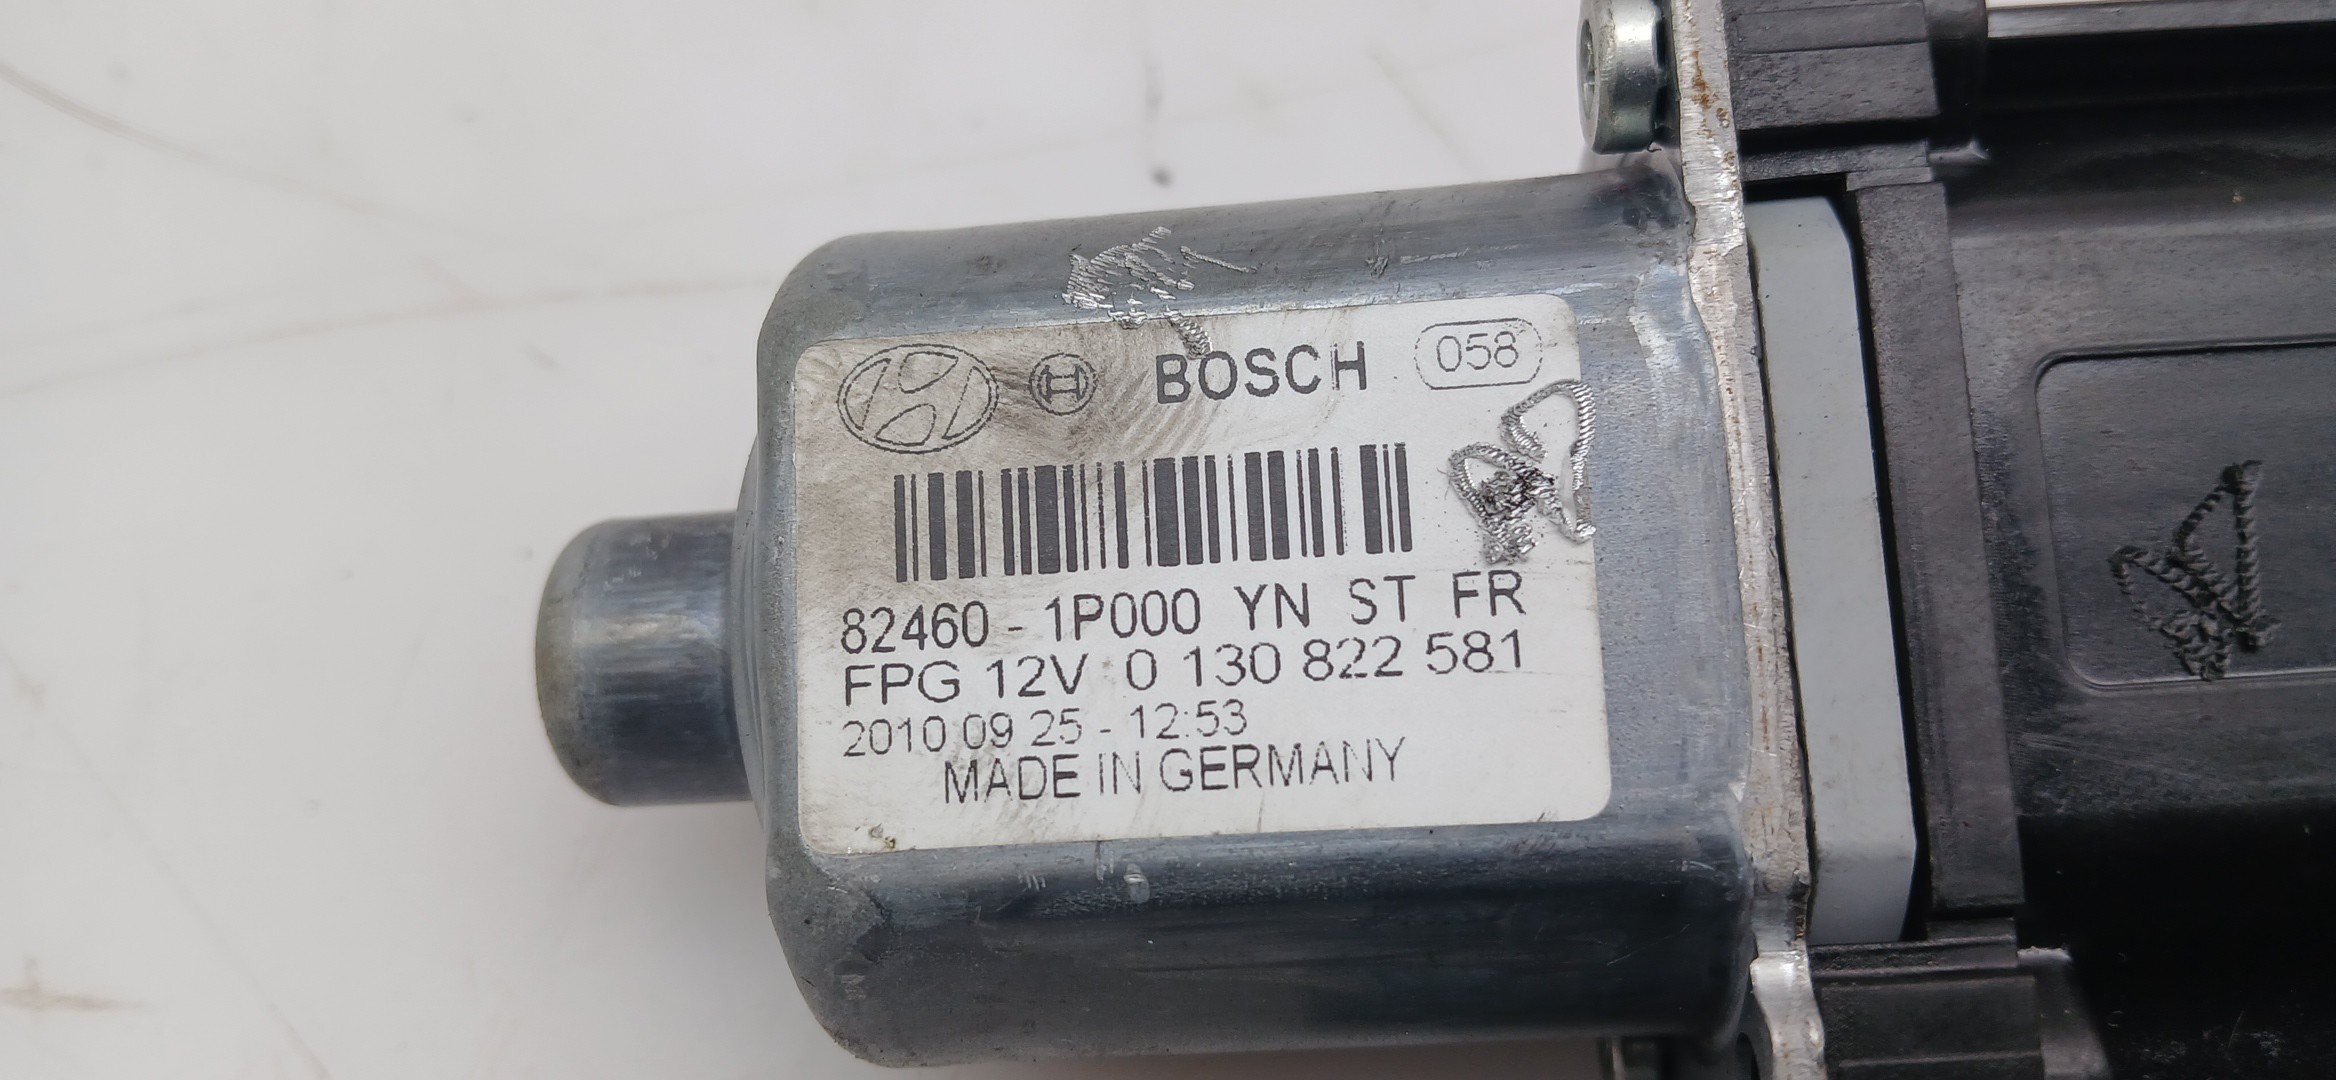 BOSCH 058
82460 - 1P000 YN ST FR
FPG 12V 0 130 822 581
2010 09 25 - 12:53
MADE IN GERMANY